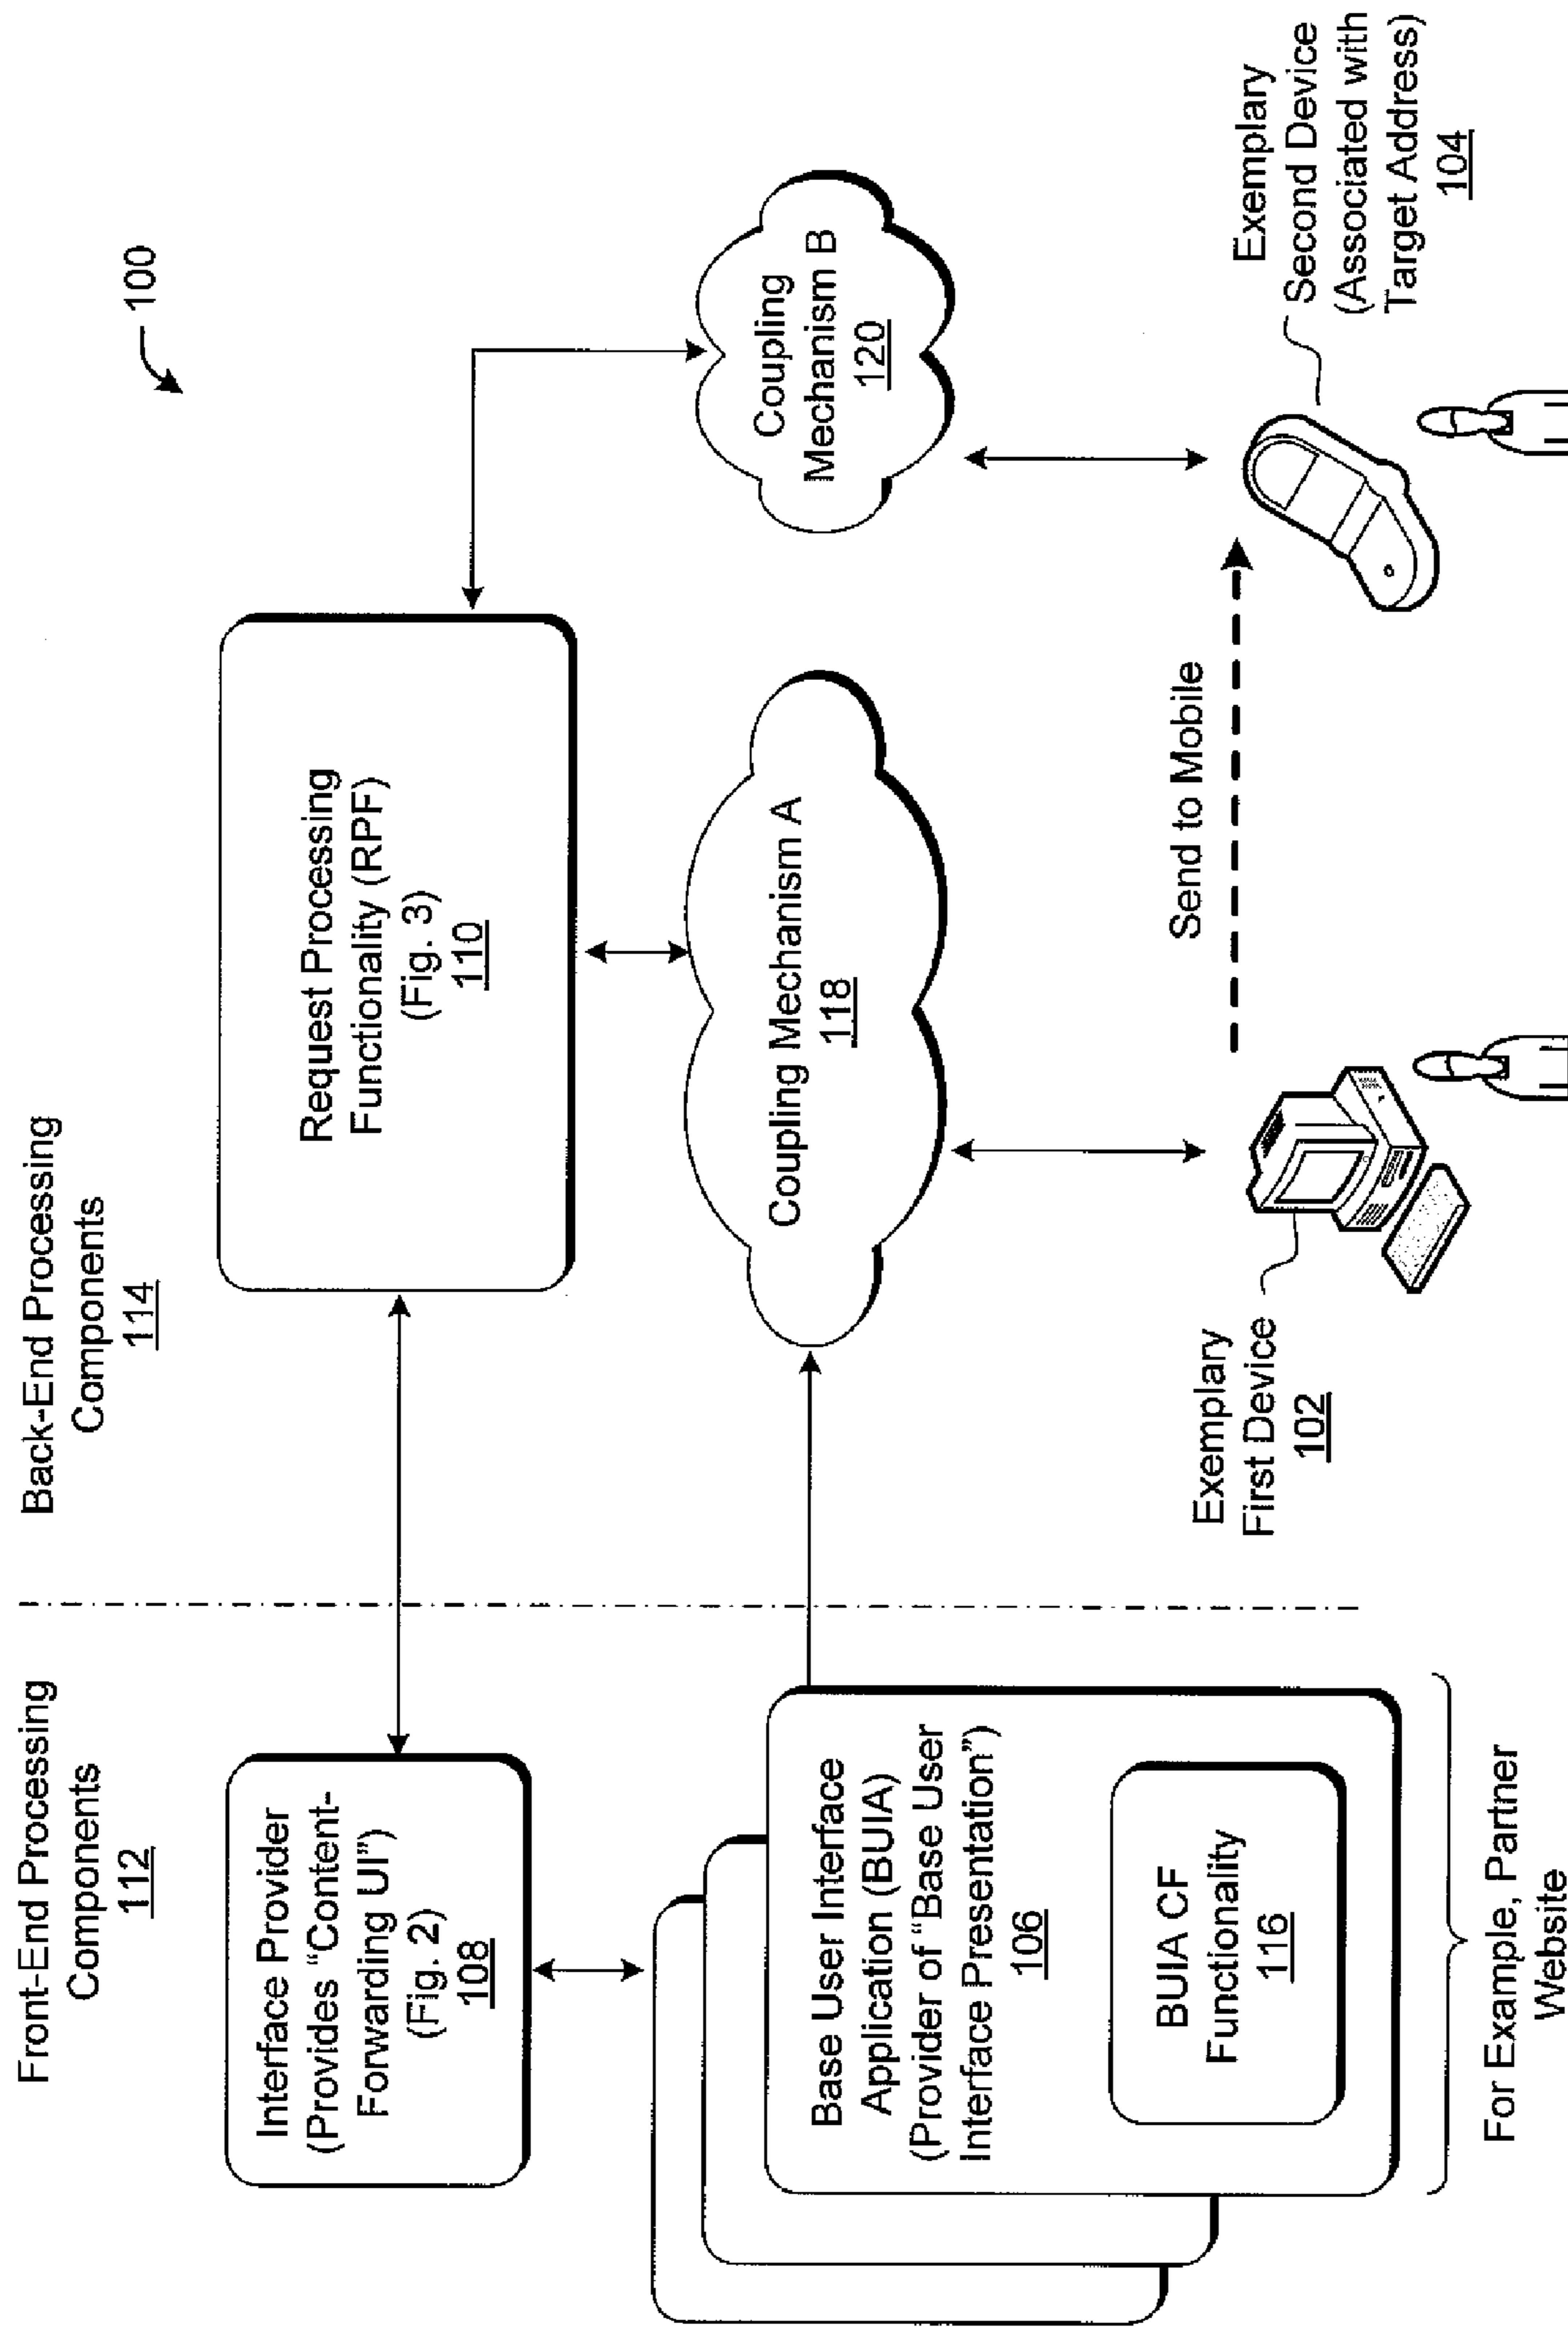 Front-End Processing
Components
112
Back-End Processing
Components
114
100
Interface Provider
(Provides “Content-
Forwarding UI”)
(Fig. 2)
108
Request Processing
Functionality (RPF)
(Fig. 3)
110
Base User Interface
Application (BUIA)
(Provider of “Base User
Interface Presentation”)
106
BUIA CF
Functionality
116
For Example, Partner
Website
Coupling Mechanism A
118
Coupling
Mechanism B
120
Exemplary
First Device
102
Send to Mobile
Exemplary
Second Device
(Associated with
Target Address)
104